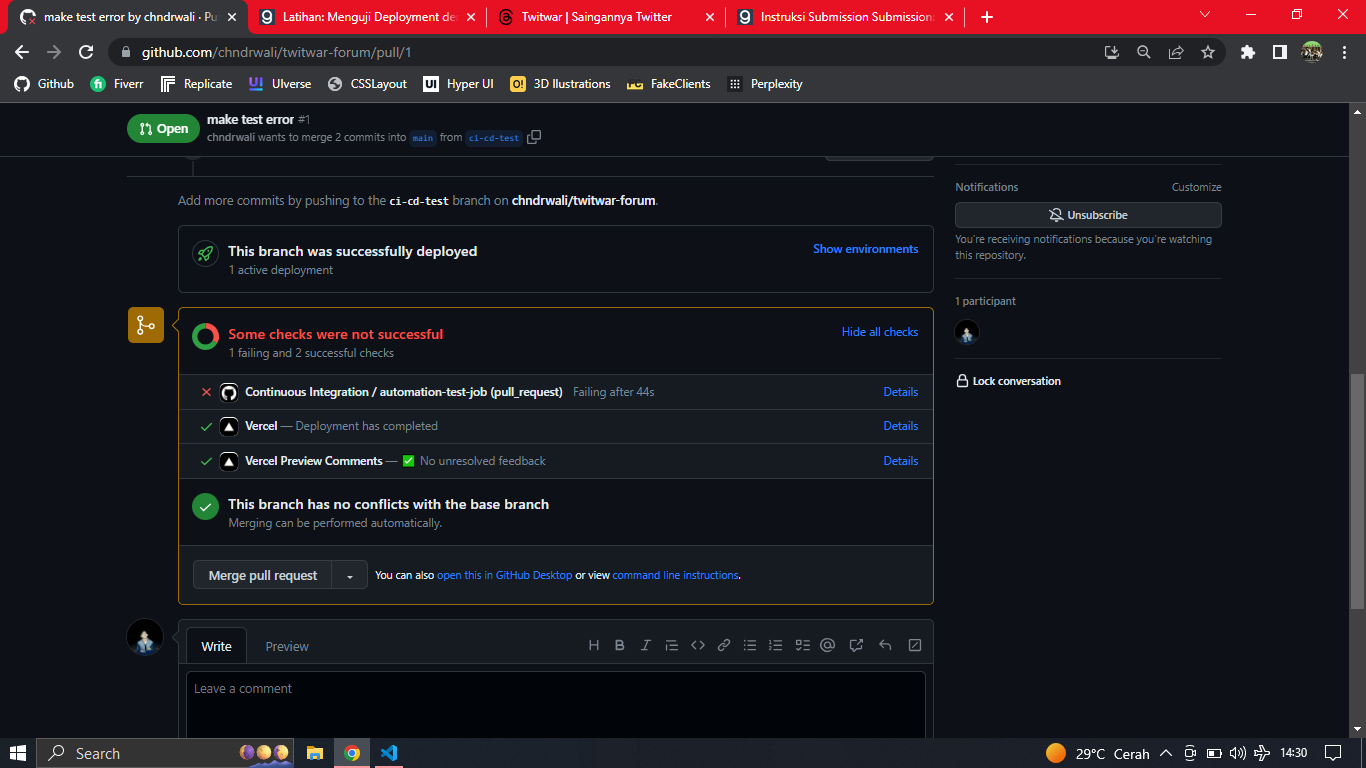 make test error by chndrwali · Pu
Latihan: Menguji Deployment de
Twitwar | Saingannya Twitter
Instruksi Submission Submission:
github.com/chndrwali/twitwar-forum/pull/1
Github
Fiverr
Replicate
UIverse
CSSLayout
Hyper UI
3D Ilustrations
FakeClients
Perplexity
Open
make test error #1
chndrwali wants to merge 2 commits into main from ci-cd-test
Add more commits by pushing to the ci-cd-test branch on chndrwali/twitwar-forum.
This branch was successfully deployed
Show environments
1 active deployment
Some checks were not successful
Hide all checks
1 failing and 2 successful checks
Continuous Integration / automation-test-job (pull_request) Failing after 44s
Details
Vercel — Deployment has completed
Details
Vercel Preview Comments — ✅ No unresolved feedback
Details
This branch has no conflicts with the base branch
Merging can be performed automatically.
Merge pull request
You can also open this in GitHub Desktop or view command line instructions.
Write
Preview
Leave a comment
Notifications
Customize
Unsubscribe
You're receiving notifications because you're watching
this repository.
1 participant
Lock conversation
Search
29°C Cerah
14:30